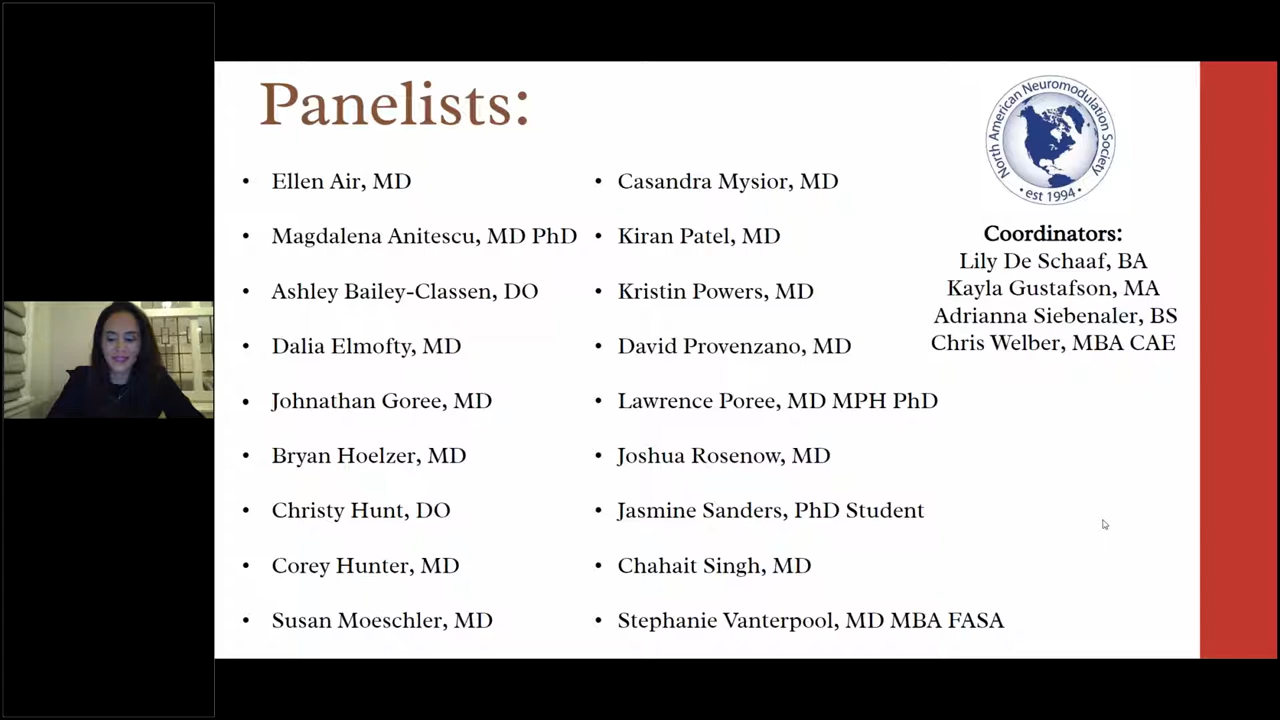 Panelists:
• Ellen Air, MD
• Magdalena Anitescu, MD PhD
• Ashley Bailey-Classen, DO
• Dalia Elmofty, MD
• Johnathan Goree, MD
• Bryan Hoelzer, MD
• Christy Hunt, DO
• Corey Hunter, MD
• Susan Moeschler, MD
• Casandra Mysior, MD
• Kiran Patel, MD
• Kristin Powers, MD
• David Provenzano, MD
• Lawrence Poree, MD MPH PhD
• Joshua Rosenow, MD
• Jasmine Sanders, PhD Student
• Chahait Singh, MD
• Stephanie Vanterpool, MD MBA FASA
North American Neuromodulation Society
• est 1994 •
Coordinators:
Lily De Schaaf, BA
Kayla Gustafson, MA
Adrianna Siebenaler, BS
Chris Welber, MBA CAE